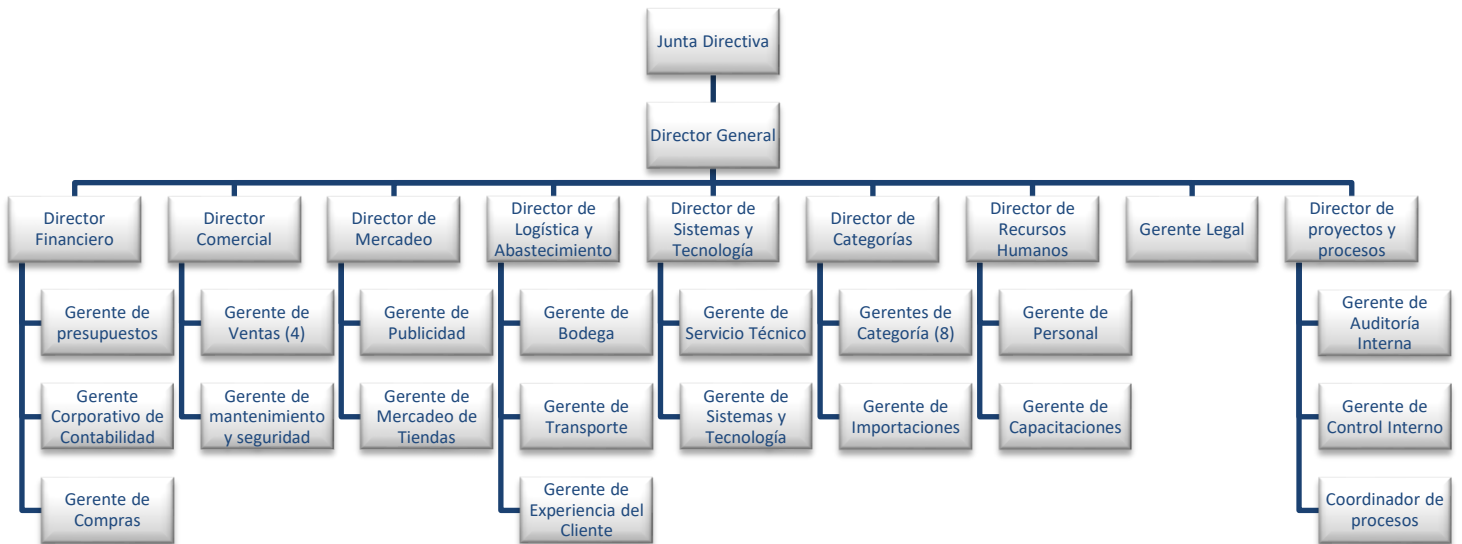 Junta Directiva
Director General
Director
Financiero
Director
Comercial
Director de
Mercadeo
Director de
Logística y
Abastecimiento
Director de
Sistemas y
Tecnología
Director de
Categorías
Director de
Recursos
Humanos
Gerente Legal
Director de
proyectos y
procesos
Gerente de
presupuestos
Gerente
Corporativo de
Contabilidad
Gerente de
Compras
Gerente de
Ventas (4)
Gerente de
mantenimiento
y seguridad
Gerente de
Publicidad
Gerente de
Mercadeo de
Tiendas
Gerente de
Bodega
Gerente de
Transporte
Gerente de
Experiencia del
Cliente
Gerente de
Servicio Técnico
Gerente de
Sistemas y
Tecnología
Gerentes de
Categoría (8)
Gerente de
Importaciones
Gerente de
Personal
Gerente de
Capacitaciones
Gerente de
Auditoría
Interna
Gerente de
Control Interno
Coordinador de
procesos